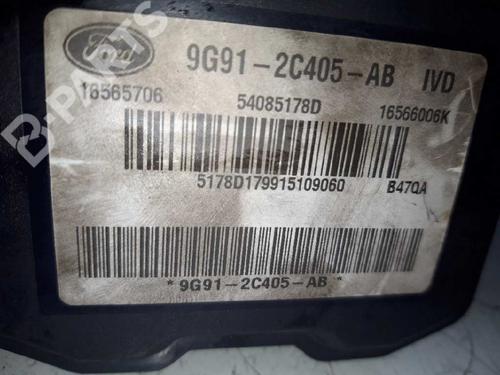 Ford
9G91-2C405-AB IVD
16565706 54085178D 16566006K
5178D179915109060 B47QA
*9G91-2C405-AB*
B-PARTS